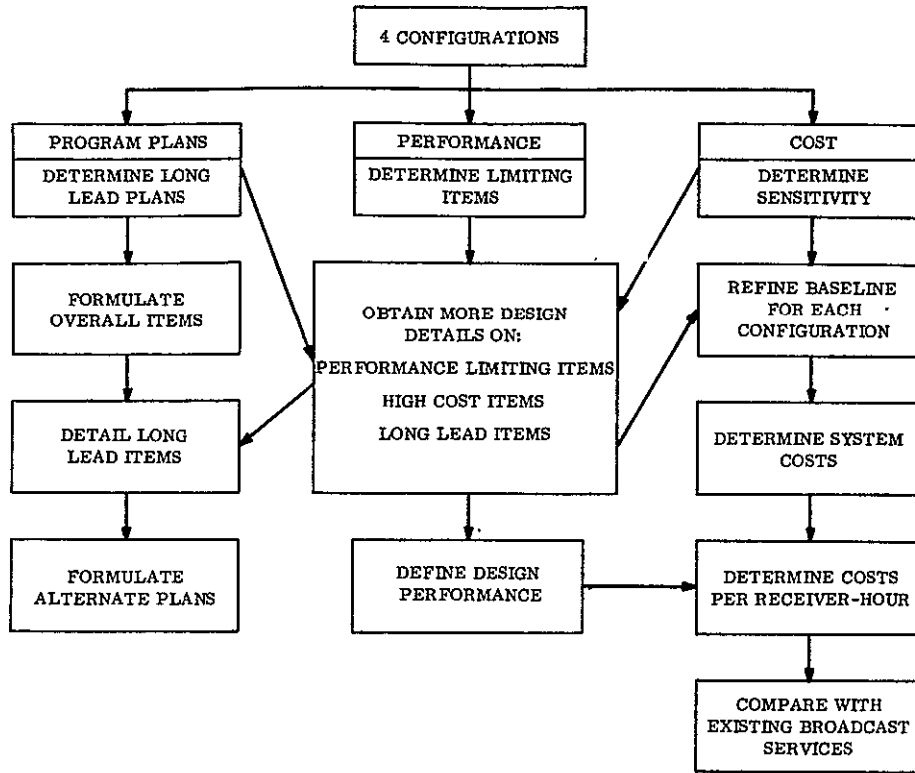 4 CONFIGURATIONS
PROGRAM PLANS
DETERMINE LONG
LEAD PLANS
PERFORMANCE
DETERMINE LIMITING
ITEMS
COST
DETERMINE
SENSITIVITY
FORMULATE
OVERALL ITEMS
OBTAIN MORE DESIGN
DETAILS ON:
PERFORMANCE LIMITING ITEMS
HIGH COST ITEMS
LONG LEAD ITEMS
REFINE BASELINE
FOR EACH
CONFIGURATION
DETAIL LONG
LEAD ITEMS
DETERMINE SYSTEM
COSTS
FORMULATE
ALTERNATE PLANS
DEFINE DESIGN
PERFORMANCE
DETERMINE COSTS
PER RECEIVER-HOUR
COMPARE WITH
EXISTING BROADCAST
SERVICES